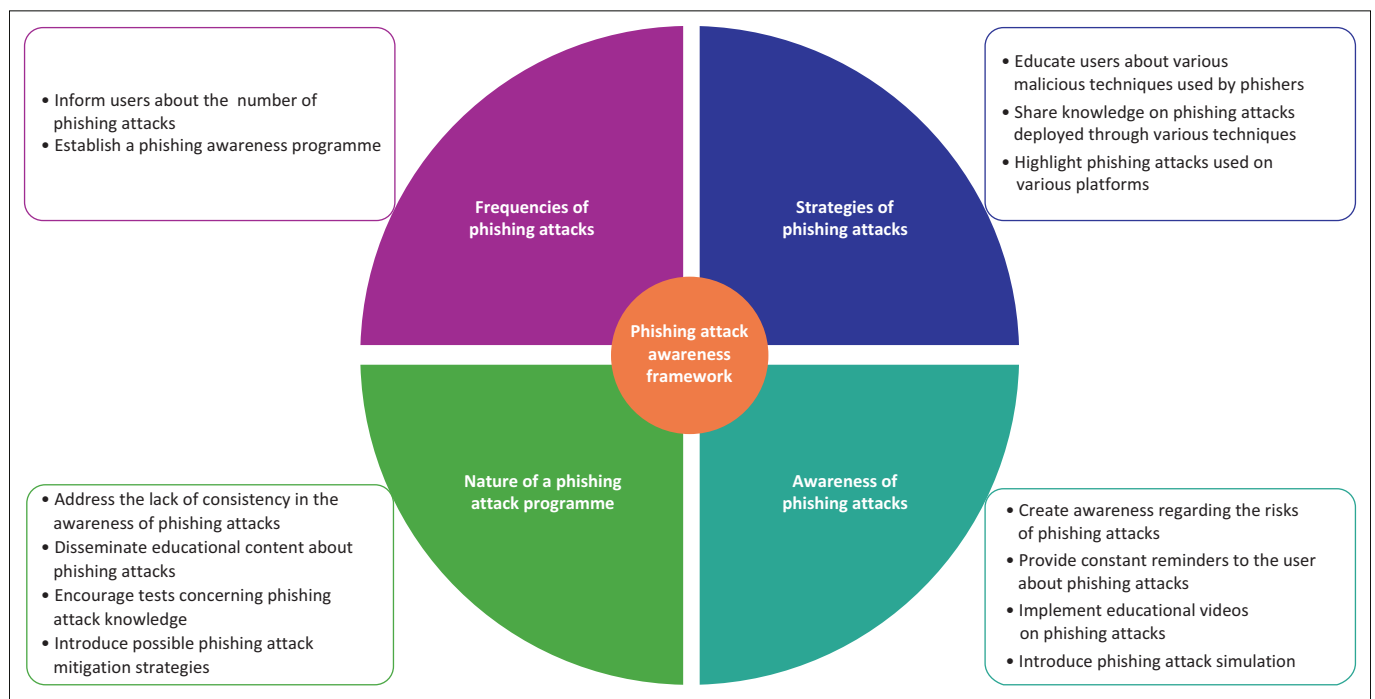 • Inform users about the number of
phishing attacks
• Establish a phishing awareness programme
Frequencies of
phishing attacks
Strategies of
phishing attacks
• Educate users about various
malicious techniques used by phishers
• Share knowledge on phishing attacks
deployed through various techniques
• Highlight phishing attacks used on
various platforms
Phishing attack
awareness
framework
• Address the lack of consistency in the
awareness of phishing attacks
• Disseminate educational content about
phishing attacks
• Encourage tests concerning phishing
attack knowledge
• Introduce possible phishing attack
mitigation strategies
Nature of a phishing
attack programme
Awareness of
phishing attacks
• Create awareness regarding the risks
of phishing attacks
• Provide constant reminders to the user
about phishing attacks
• Implement educational videos
on phishing attacks
• Introduce phishing attack simulation